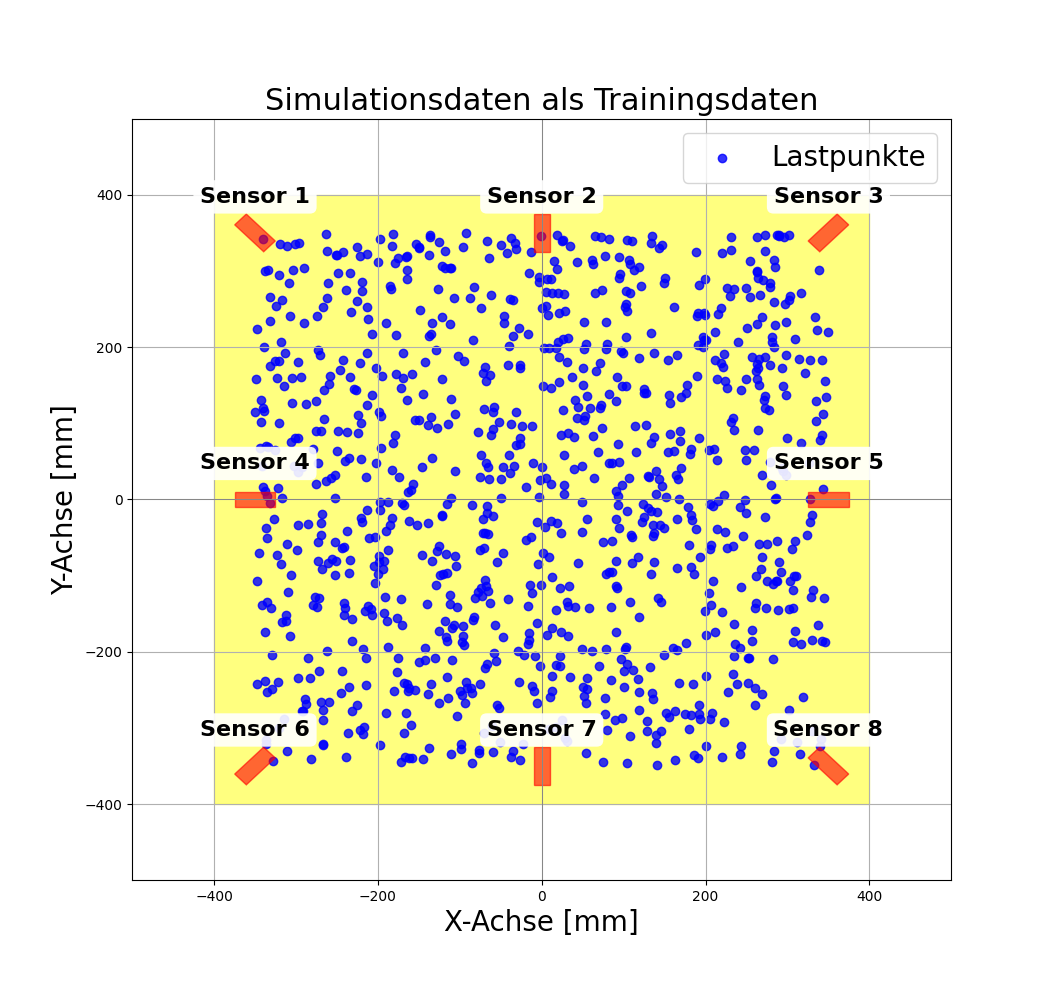 Simulationsdaten als Trainingsdaten
Lastpunkte
400
Sensor 1
Sensor 2
Sensor 3
200
Sensor 4
Sensor 5
0
Y-Achse [mm]
−200
Sensor 6
Sensor 7
Sensor 8
−400
−400
−200
0
200
400
X-Achse [mm]